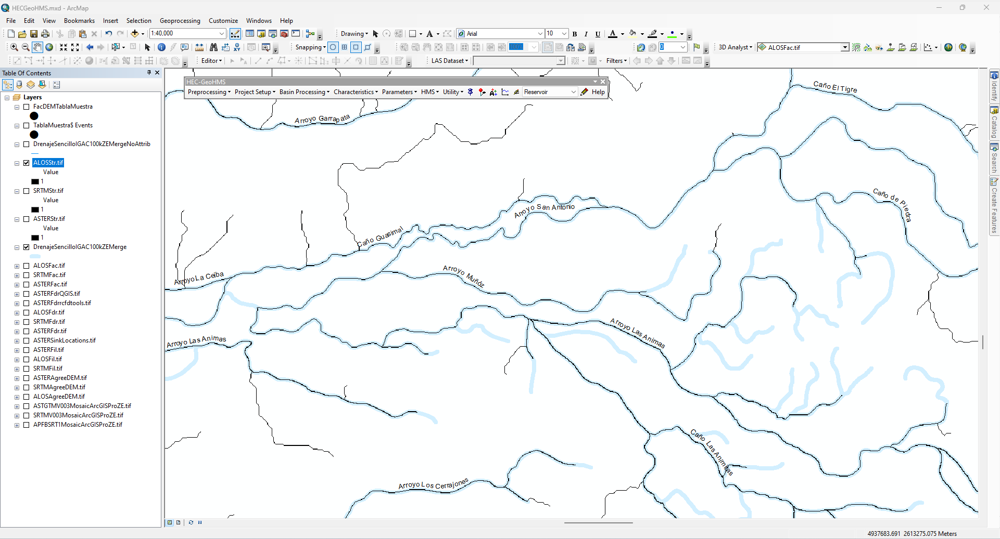 HECGeoHMS.mxd - ArcMap
File Edit View Bookmarks Insert Selection Geoprocessing Customize Windows Help
1:40,000 Drawing Arial 10 B I U A
Snapping 100% 0 3D Analyst ALOSFac.tif
Editor LAS Dataset Filters
Table Of Contents
Layers
FacDEMTablaMuestra
TablaMuestra$ Events
DrenajeSencilloIGAC100kZEMergeNoAttrib
ALOSStr.tif
Value
1
SRTMStr.tif
Value
1
ASTERStr.tif
Value
1
DrenajeSencilloIGAC100kZEMerge
ALOSFac.tif
SRTMFac.tif
ASTERFac.tif
ASTERFdrQGIS.tif
ASTERFdrrcfdtools.tif
ALOSFdr.tif
SRTMFdr.tif
ASTERFdr.tif
ASTERSinkLocations.tif
ASTERFil.tif
ALOSFil.tif
SRTMFil.tif
ASTERAgreeDEM.tif
SRTMAgreeDEM.tif
ALOSAgreeDEM.tif
ASTGTMV003MosaicArcGISProZE.tif
SRTMV003MosaicArcGISProZE.tif
APFBSRT1MosaicArcGISProZE.tif
HEC-GeoHMS
Preprocessing Project Setup Basin Processing Characteristics Parameters HMS Utility Reservoir Help
Caño El Tigre
Arroyo Garrapata
Caño de Piedra
Arroyo San Antonio
Caño Guasimal
Arroyo La Ceiba
Arroyo Muñóz
Arroyo Las Animas
Arroyo Las Animas
Caño Las Animitas
Arroyo Los Cerrajones
Identify
Catalog
Search
Create Features
4937683.691 2613275.075 Meters